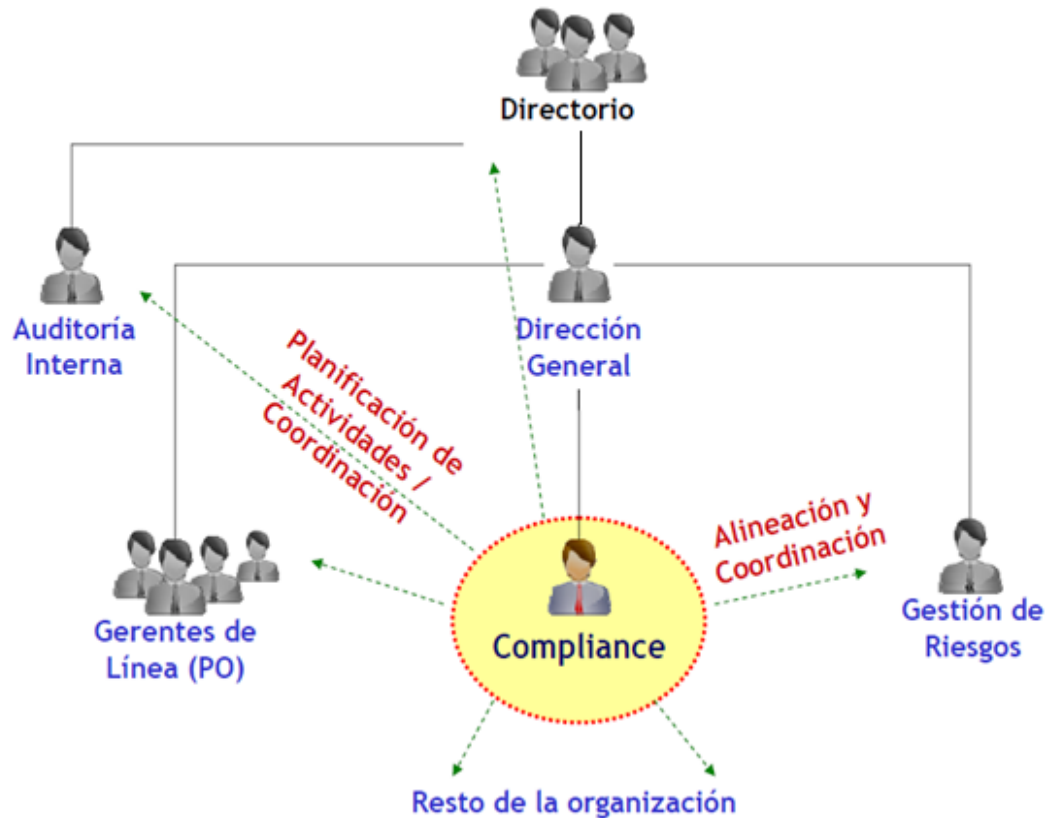 Directorio
Auditoría
Interna
Dirección
General
Planificación de
Actividades /
Coordinación
Alineación y
Coordinación
Gerentes de
Línea (PO)
Compliance
Gestión de
Riesgos
Resto de la organización